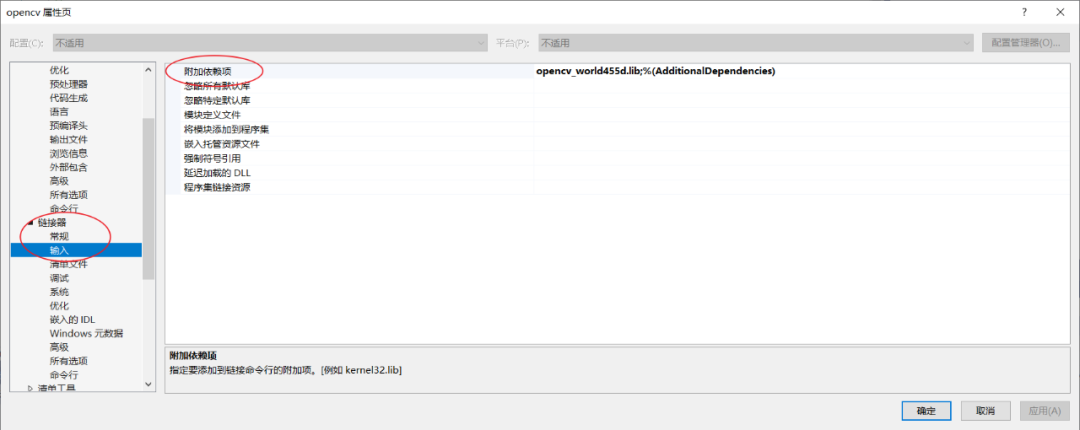 opencv 属性页
? ×
配置(C): 不适用 平台(P): 不适用 配置管理器(O)...
优化
预处理器
代码生成
语言
预编译头
输出文件
浏览信息
外部包含
高级
所有选项
命令行
链接器
常规
输入
清单文件
调试
系统
优化
嵌入的 IDL
Windows 元数据
高级
所有选项
命令行
清单工具
附加依赖项 opencv_world455d.lib;%(AdditionalDependencies)
忽略所有默认库
忽略特定默认库
模块定义文件
将模块添加到程序集
嵌入托管资源文件
强制符号引用
延迟加载的 DLL
程序集链接资源
附加依赖项
指定要添加到链接命令行的附加项。[例如 kernel32.lib]
确定 取消 应用(A)